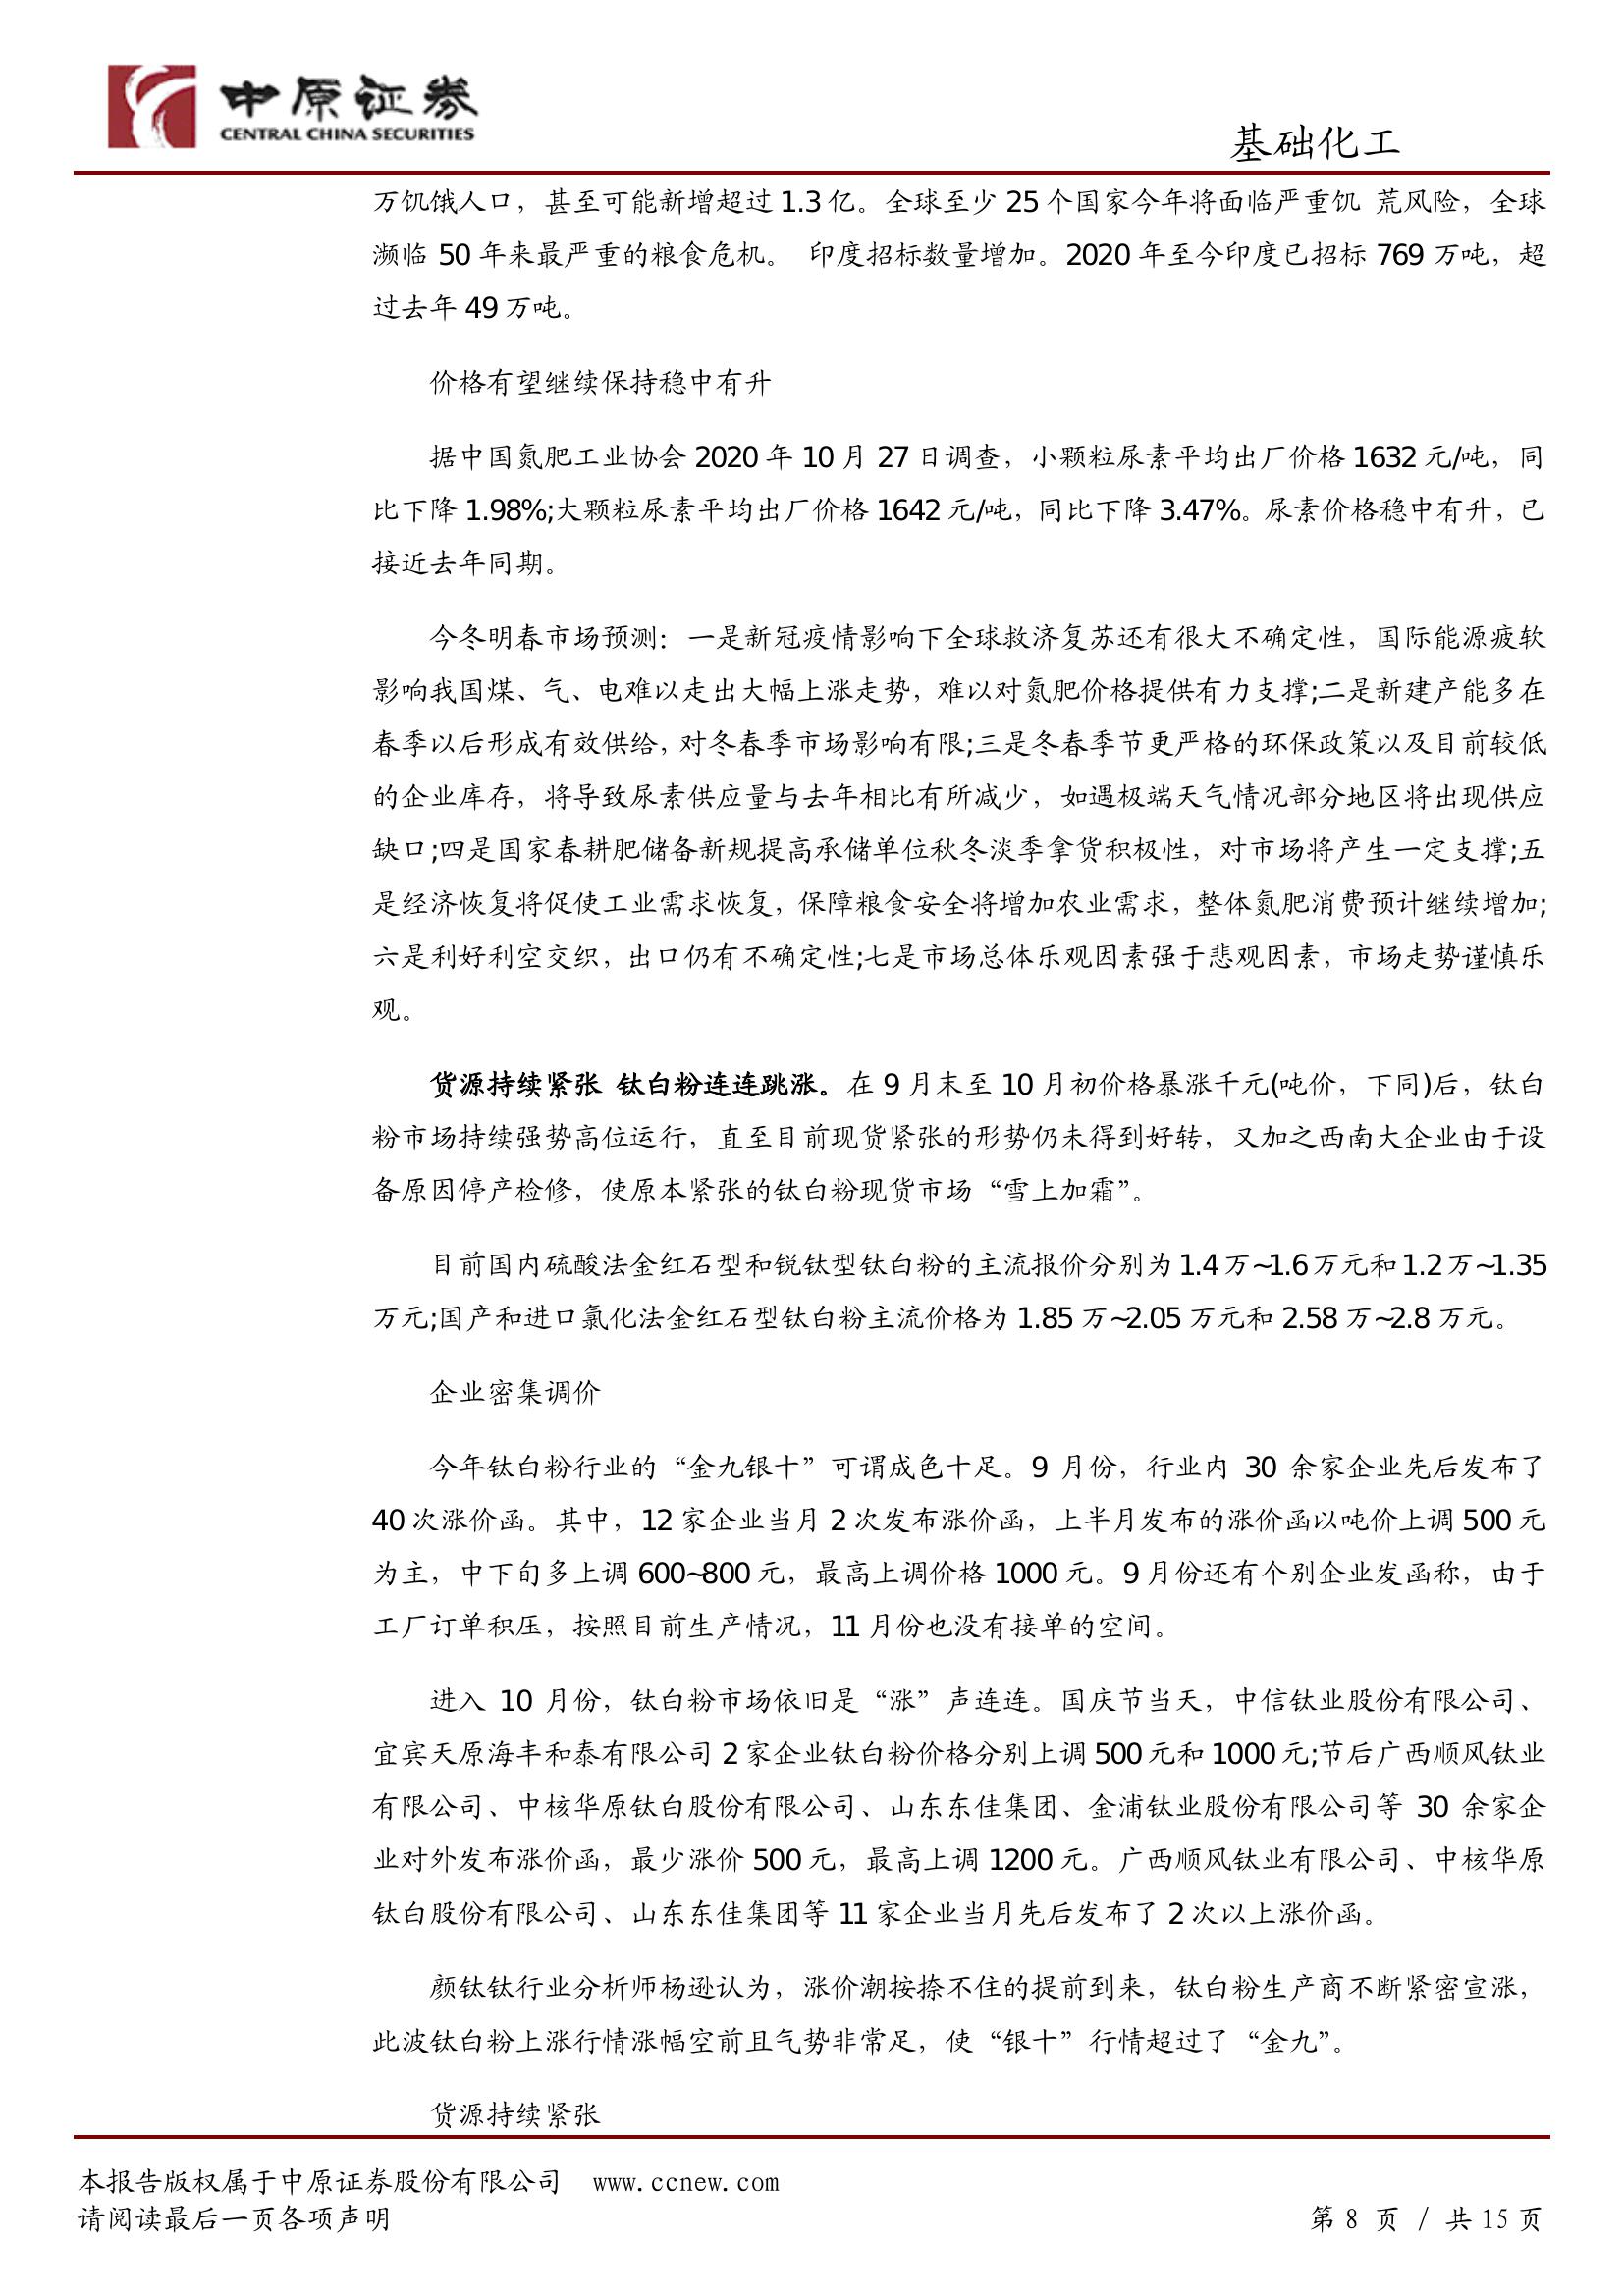 中原证券
CENTRAL CHINA SECURITIES
基础化工
万饥饿人口，甚至可能新增超过 1.3 亿。全球至少 25 个国家今年将面临严重饥 荒风险，全球
濒临 50 年来最严重的粮食危机。 印度招标数量增加。2020 年至今印度已招标 769 万吨，超
过去年 49 万吨。
价格有望继续保持稳中有升
据中国氮肥工业协会 2020 年 10 月 27 日调查，小颗粒尿素平均出厂价格 1632 元/吨，同
比下降 1.98%;大颗粒尿素平均出厂价格 1642 元/吨，同比下降 3.47%。尿素价格稳中有升，已
接近去年同期。
今冬明春市场预测：一是新冠疫情影响下全球救济复苏还有很大不确定性，国际能源疲软
影响我国煤、气、电难以走出大幅上涨走势，难以对氮肥价格提供有力支撑;二是新建产能多在
春季以后形成有效供给，对冬春季市场影响有限;三是冬春季节更严格的环保政策以及目前较低
的企业库存，将导致尿素供应量与去年相比有所减少，如遇极端天气情况部分地区将出现供应
缺口;四是国家春耕肥储备新规提高承储单位秋冬淡季拿货积极性，对市场将产生一定支撑;五
是经济恢复将促使工业需求恢复，保障粮食安全将增加农业需求，整体氮肥消费预计继续增加;
六是利好利空交织，出口仍有不确定性;七是市场总体乐观因素强于悲观因素，市场走势谨慎乐
观。
货源持续紧张 钛白粉连连跳涨。在 9 月末至 10 月初价格暴涨千元(吨价，下同)后，钛白
粉市场持续强势高位运行，直至目前现货紧张的形势仍未得到好转，又加之西南大企业由于设
备原因停产检修，使原本紧张的钛白粉现货市场“雪上加霜”。
目前国内硫酸法金红石型和锐钛型钛白粉的主流报价分别为 1.4 万~1.6 万元和 1.2 万~1.35
万元;国产和进口氯化法金红石型钛白粉主流价格为 1.85 万~2.05 万元和 2.58 万~2.8 万元。
企业密集调价
今年钛白粉行业的“金九银十”可谓成色十足。9 月份，行业内 30 余家企业先后发布了
40 次涨价函。其中，12 家企业当月 2 次发布涨价函，上半月发布的涨价函以吨价上调 500 元
为主，中下旬多上调 600~800 元，最高上调价格 1000 元。9 月份还有个别企业发函称，由于
工厂订单积压，按照目前生产情况，11 月份也没有接单的空间。
进入 10 月份，钛白粉市场依旧是“涨”声连连。国庆节当天，中信钛业股份有限公司、
宜宾天原海丰和泰有限公司 2 家企业钛白粉价格分别上调 500 元和 1000 元;节后广西顺风钛业
有限公司、中核华原钛白股份有限公司、山东东佳集团、金浦钛业股份有限公司等 30 余家企
业对外发布涨价函，最少涨价 500 元，最高上调 1200 元。广西顺风钛业有限公司、中核华原
钛白股份有限公司、山东东佳集团等 11 家企业当月先后发布了 2 次以上涨价函。
颜钛钛行业分析师杨逊认为，涨价潮按捺不住的提前到来，钛白粉生产商不断紧密宣涨，
此波钛白粉上涨行情涨幅空前且气势非常足，使“银十”行情超过了“金九”。
货源持续紧张
本报告版权属于中原证券股份有限公司 www.ccnew.com
请阅读最后一页各项声明
第 8 页 / 共 15 页